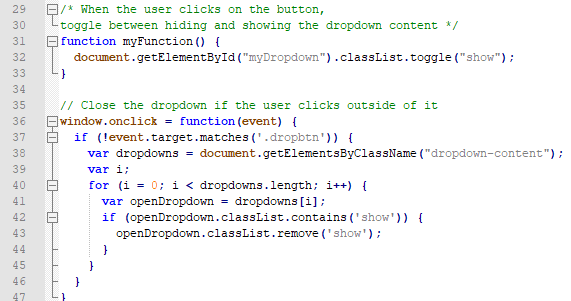 29 /* When the user clicks on the button,
30 toggle between hiding and showing the dropdown content */
31 function myFunction() {
32   document.getElementById("myDropdown").classList.toggle("show");
33 }
34
35 // Close the dropdown if the user clicks outside of it
36 window.onclick = function(event) {
37   if (!event.target.matches('.dropbtn')) {
38     var dropdowns = document.getElementsByClassName("dropdown-content");
39     var i;
40     for (i = 0; i < dropdowns.length; i++) {
41       var openDropdown = dropdowns[i];
42       if (openDropdown.classList.contains('show')) {
43         openDropdown.classList.remove('show');
44       }
45     }
46   }
47 }